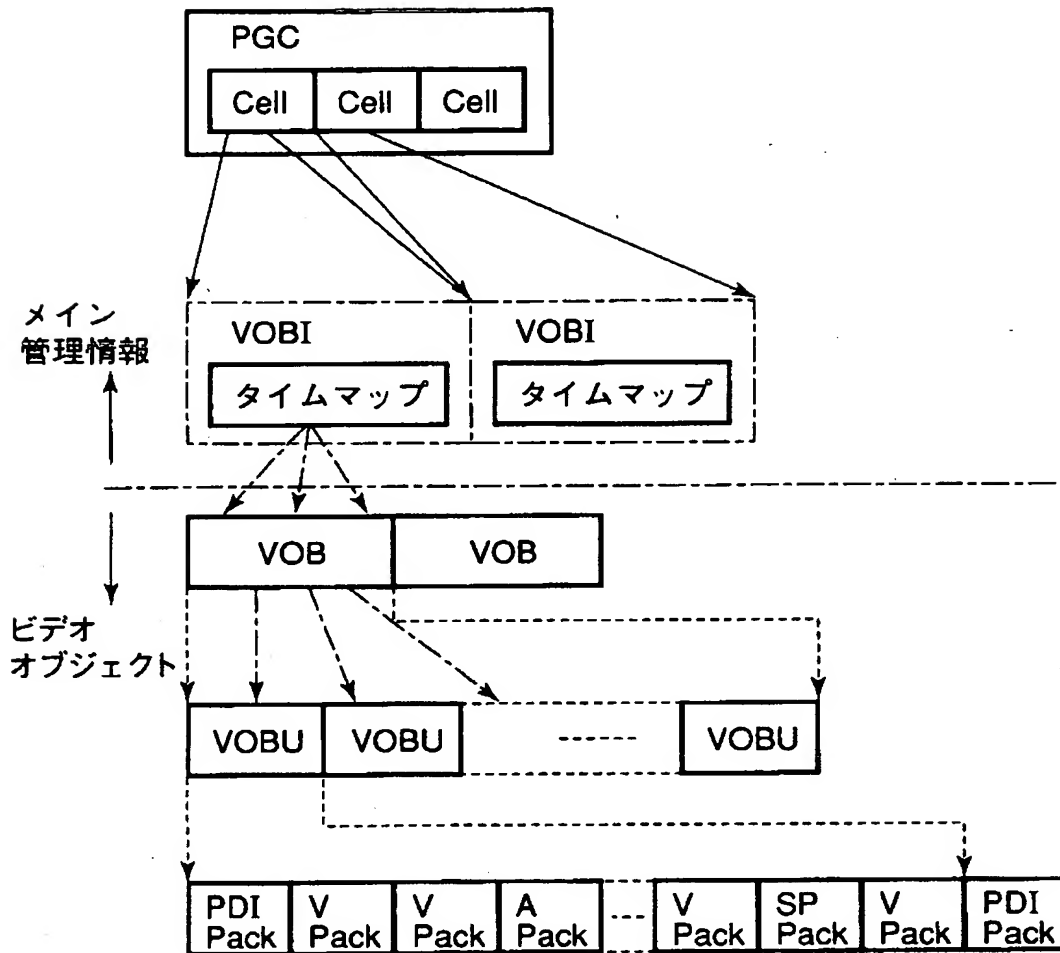 PGC
Cell Cell Cell
メイン
管理情報
VOBI VOBI
タイムマップ タイムマップ
VOB VOB
ビデオ
オブジェクト
VOBU VOBU VOBU
PDI V V A V SP V PDI
Pack Pack Pack Pack Pack Pack Pack Pack